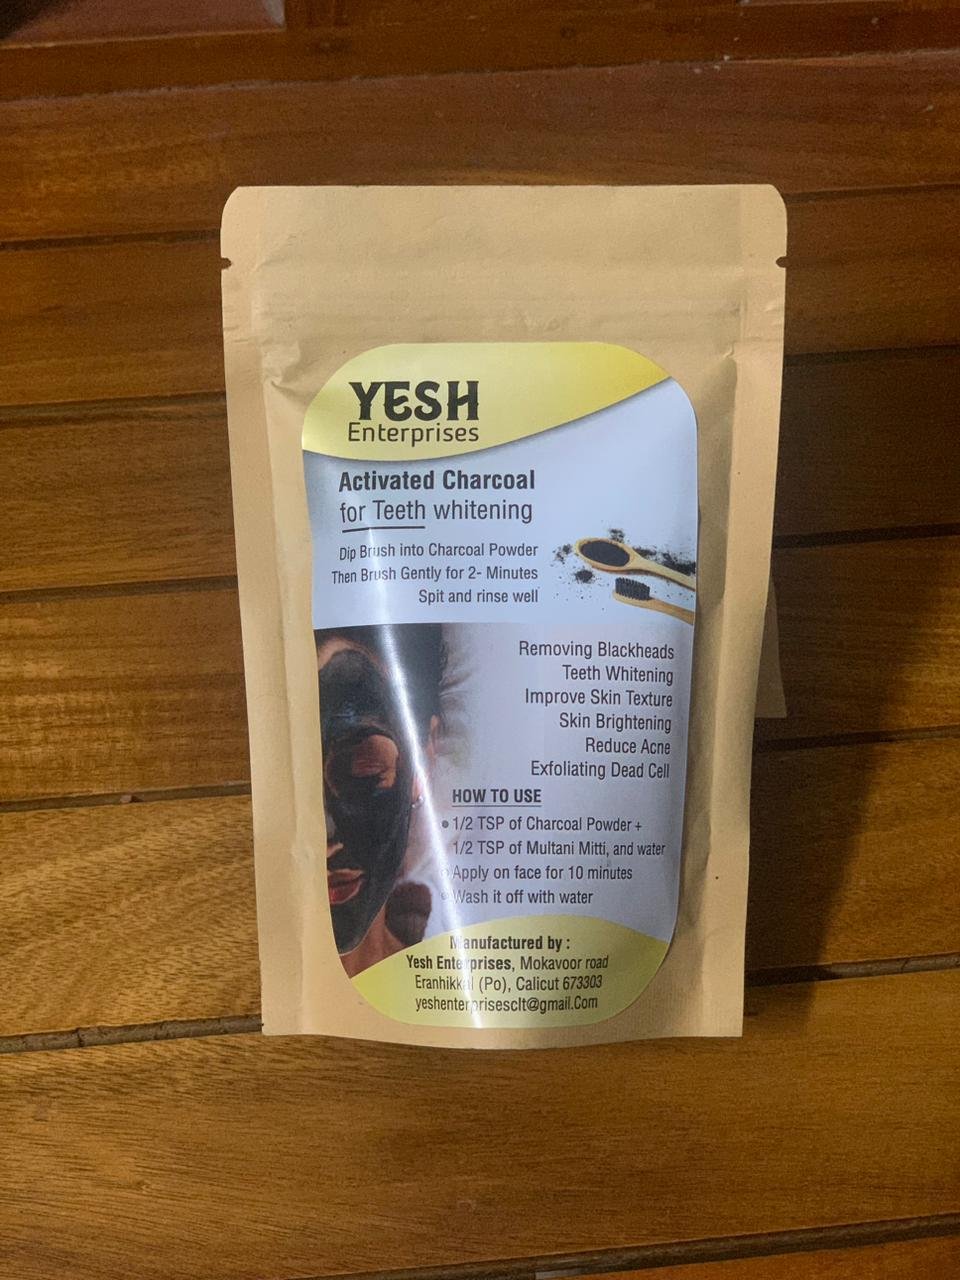 YESH
Enterprises
Activated Charcoal
for Teeth whitening
Dip Brush into Charcoal Powder
Then Brush Gently for 2- Minutes
Spit and rinse well
Removing Blackheads
Teeth Whitening
Improve Skin Texture
Skin Brightening
Reduce Acne
Exfoliating Dead Cell
HOW TO USE
• 1/2 TSP of Charcoal Powder +
1/2 TSP of Multani Mitti, and water
• Apply on face for 10 minutes
• Wash it off with water
Manufactured by :
Yesh Enterprises, Mokavoor road
Eranhikkal (Po), Calicut 673303
yeshenterprisesclt@gmail.Com